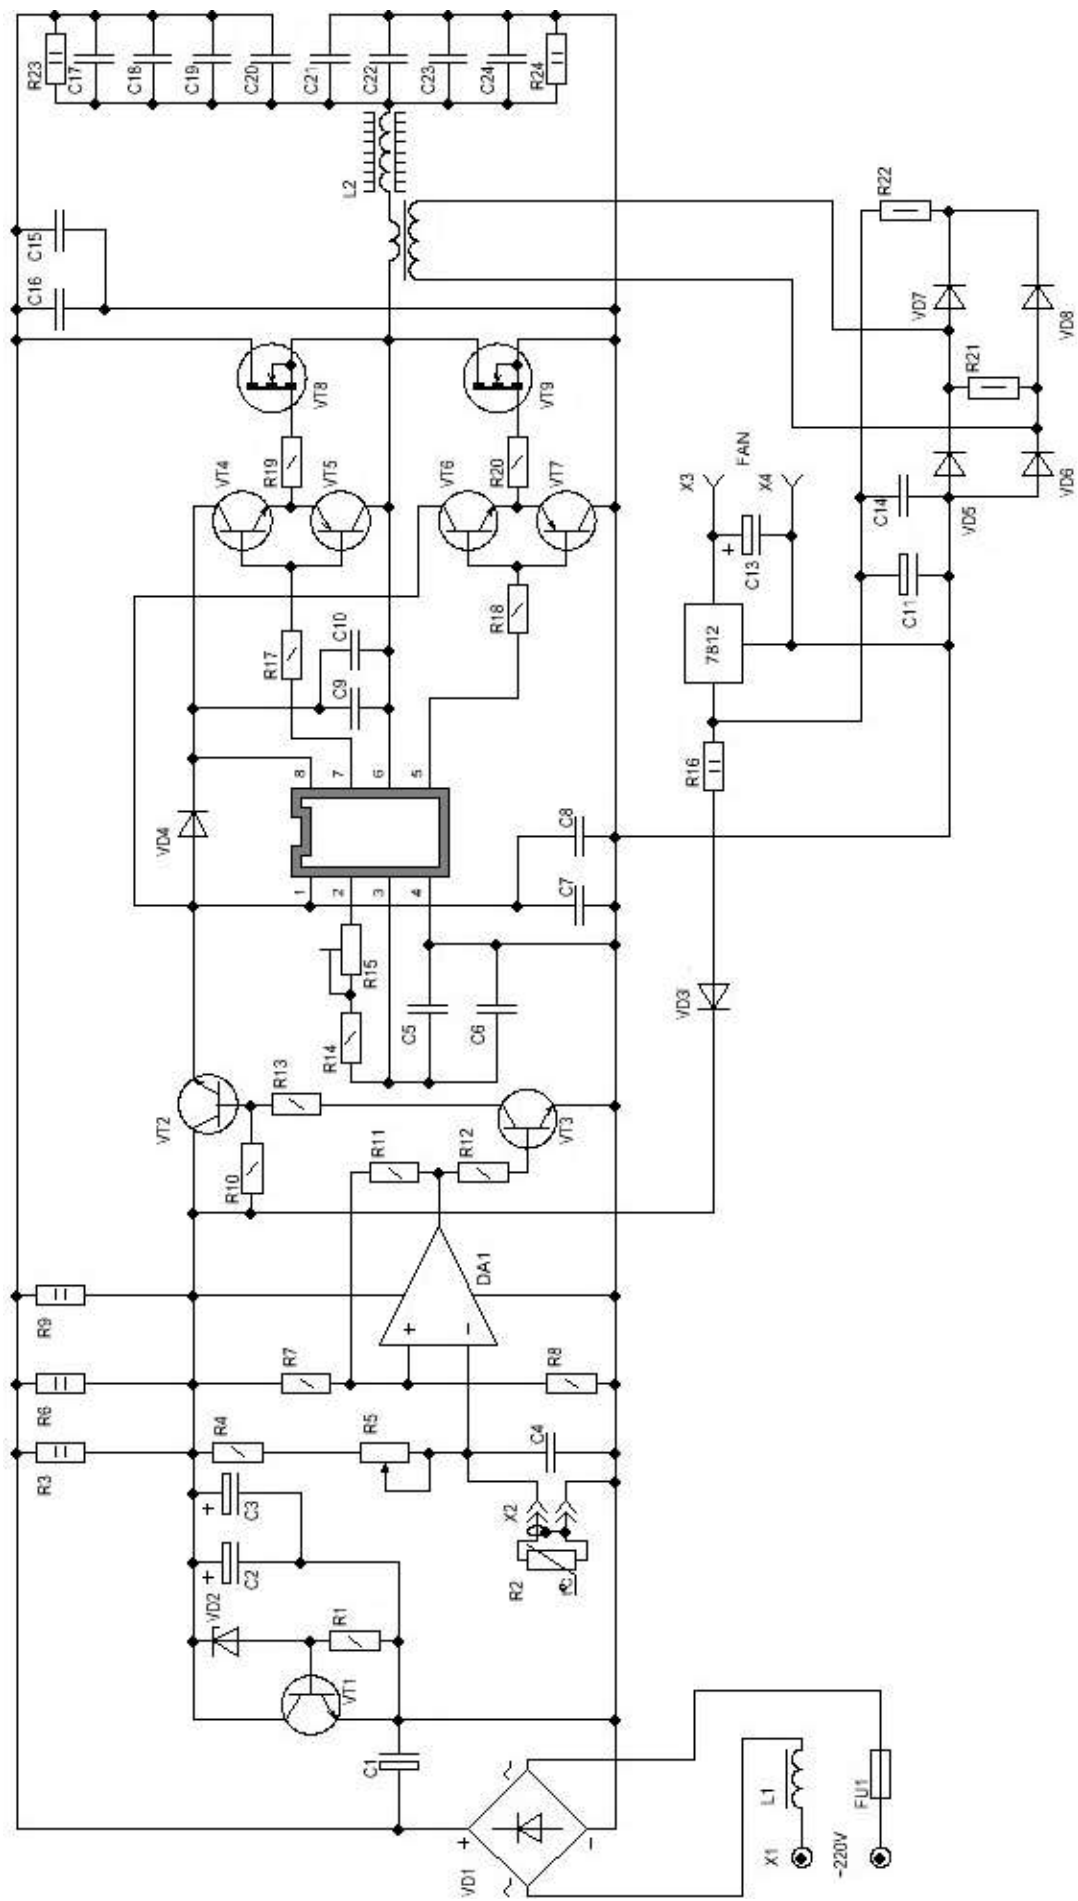 VD1
+
−
~
~
X1
~220V
L1
FU1
C1
VT1
R1
VD2
+
C2
+
C3
R2
t°C
X2
R3
R4
R5
C4
R6
R7
R8
R9
+
−
DA1
R10
R11
R12
VT2
R13
VT3
R14
R15
C5
C6
VD3
VD4
1
2
3
4
5
6
7
8
C7
C8
C9
C10
R16
7812
C13
+
X3
X4
FAN
R17
R18
VT4
VT5
VT6
VT7
R19
R20
VT8
VT9
C11
C14
VD5
VD6
R21
VD7
VD8
R22
C16
C15
L2
R23
C17
C18
C19
C20
C21
C22
C23
C24
R24